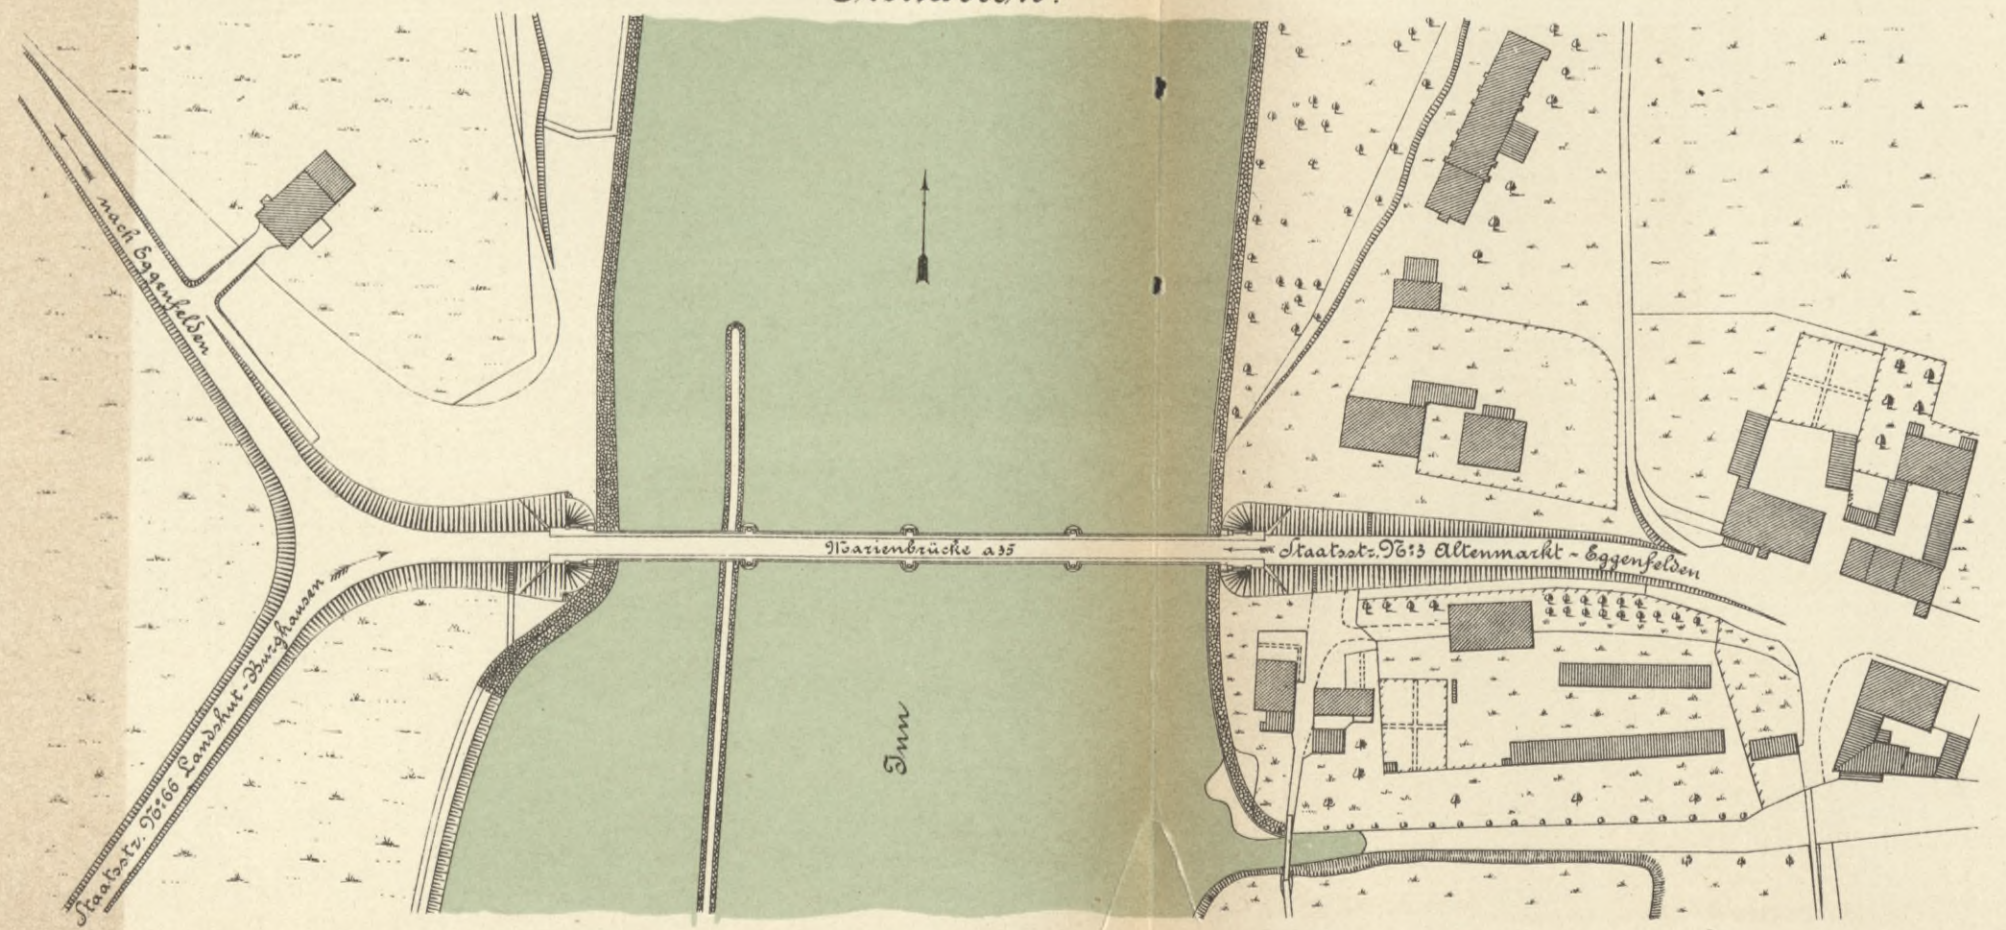 nach Eggenfelden
Marienbrücke a35
Staatsstr. No: 3 Altenmarkt - Eggenfelden
Staatsstr. No: 66 Landshut - Burghausen
Inn